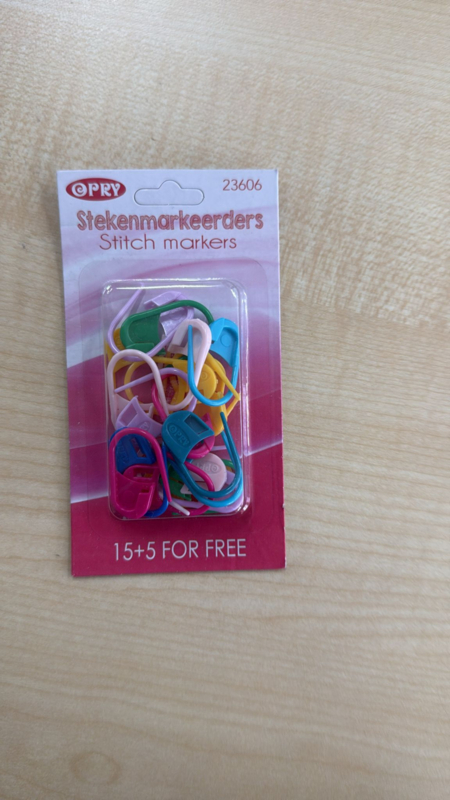 OPRY
23606
Stekenmarkeerders
Stitch markers
15+5 FOR FREE